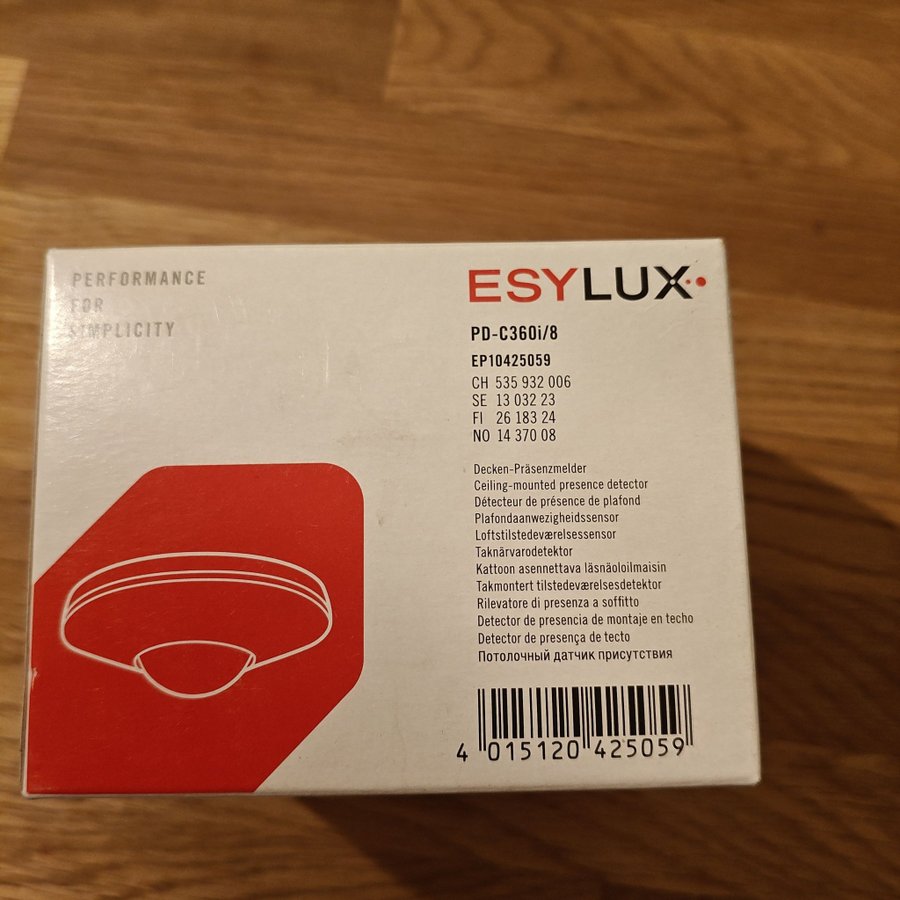 PERFORMANCE
FOR
SIMPLICITY
ESYLUX
PD-C360i/8
EP10425059
CH 535 932 006
SE 13 032 23
FI 26 183 24
NO 14 370 08
Decken-Präsenzmelder
Ceiling-mounted presence detector
Détecteur de présence de plafond
Plafondaanwezigheidssensor
Loftstilstedeværelsessensor
Taknärvarodetektor
Kattoon asennettava läsnäoloilmaisin
Takmontert tilstedeværelsesdetektor
Rilevatore di presenza a soffitto
Detector de presencia de montaje en techo
Detector de presença de tecto
Потолочный датчик присутствия
4 015120 425059